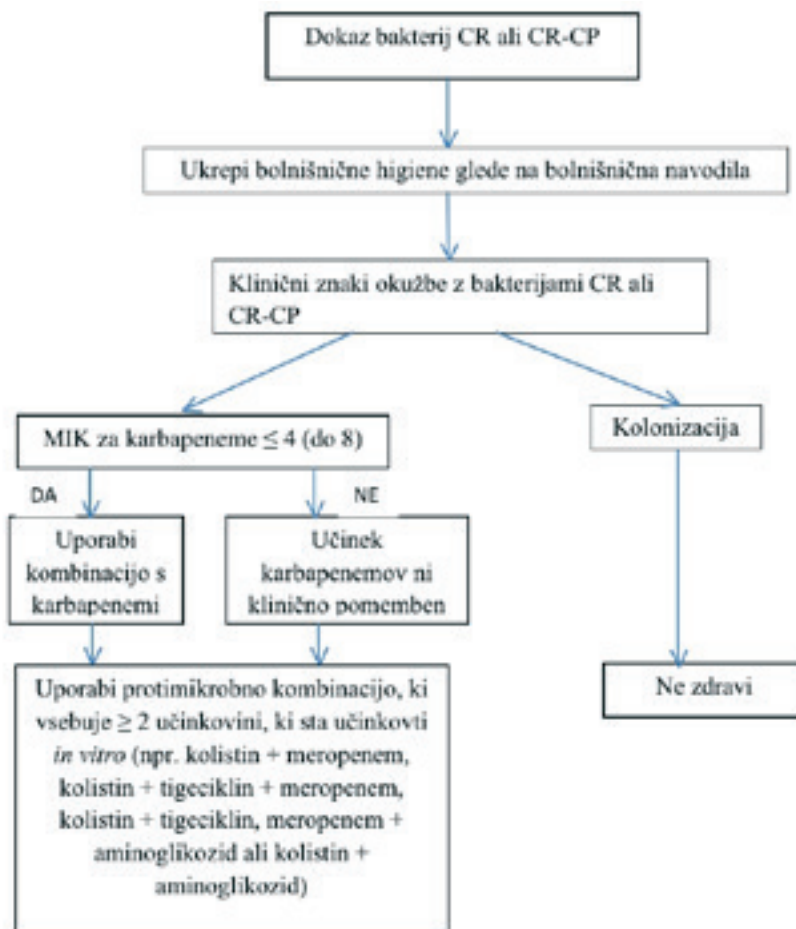 Dokaz bakterij CR ali CR-CP
Ukrepi bolnišnične higiene glede na bolnišnična navodila
Klinični znaki okužbe z bakterijami CR ali
CR-CP
MIK za karbapeneme ≤ 4 (do 8)
Kolonizacija
DA
NE
Uporabi
kombinacijo s
karbapenemi
Učinek
karbapenemov ni
klinično pomemben
Ne zdravi
Uporabi protimikrobno kombinacijo, ki
vsebuje ≥ 2 učinkovini, ki sta učinkovti
in vitro (npr. kolistin + meropenem,
kolistin + tigeciklin + meropenem,
kolistin + tigeciklin, meropenem +
aminoglikozid ali kolistin +
aminoglikozid)